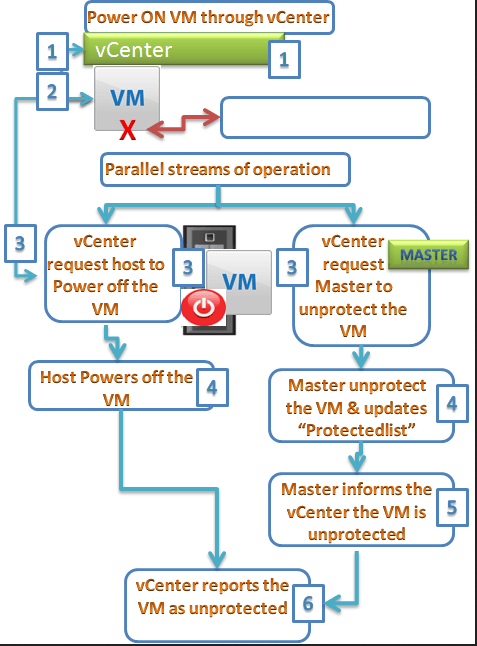 Power ON VM through vCenter
1
vCenter
1
2
VM
X
Parallel streams of operation
3
vCenter
request host to
Power off the
VM
3
VM
3
vCenter
request
Master to
unprotect the
VM
MASTER
Host Powers off the
VM
4
Master unprotect
the VM & updates
“Protectedlist”
4
Master informs the
vCenter the VM is
unprotected
5
vCenter reports the
VM as unprotected
6